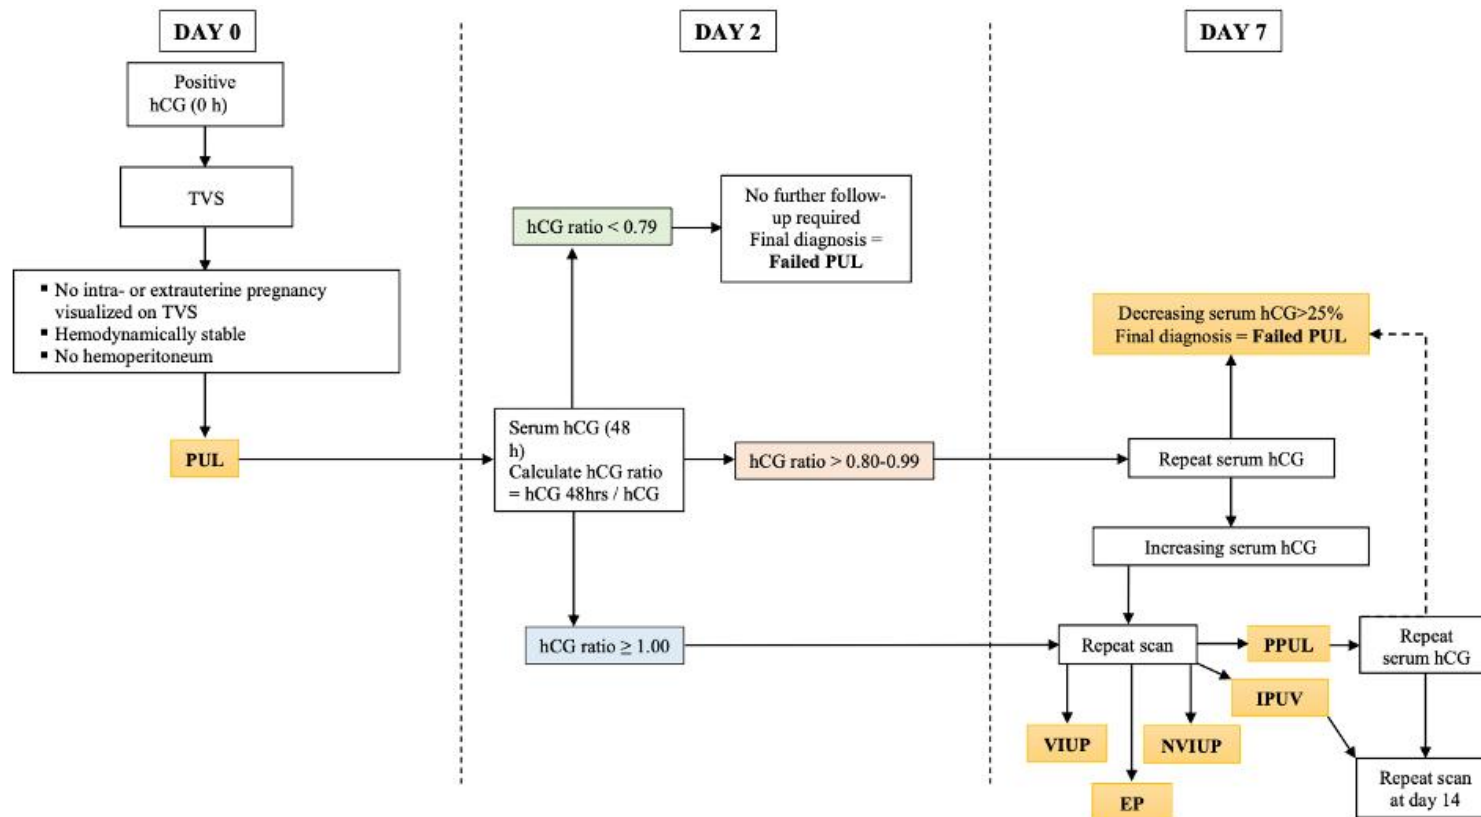 DAY 0
Positive
hCG (0 h)
TVS
▪ No intra- or extrauterine pregnancy
visualized on TVS
▪ Hemodynamically stable
▪ No hemoperitoneum
PUL
DAY 2
hCG ratio < 0.79
No further follow-
up required
Final diagnosis =
Failed PUL
Serum hCG (48
h)
Calculate hCG ratio
= hCG 48hrs / hCG
hCG ratio > 0.80-0.99
hCG ratio ≥ 1.00
DAY 7
Decreasing serum hCG>25%
Final diagnosis = Failed PUL
Repeat serum hCG
Increasing serum hCG
Repeat scan
PPUL
Repeat
serum hCG
IPUV
VIUP
NVIUP
EP
Repeat scan
at day 14